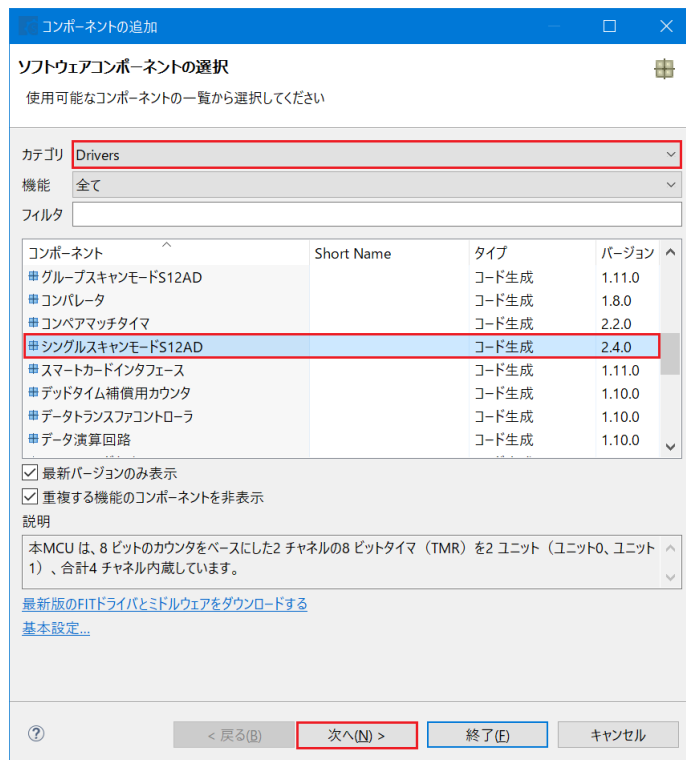 コンポーネントの追加
ソフトウェアコンポーネントの選択
使用可能なコンポーネントの一覧から選択してください
カテゴリ Drivers
機能 全て
フィルタ
コンポーネント Short Name タイプ バージョン
グループスキャンモードS12AD コード生成 1.11.0
コンパレータ コード生成 1.8.0
コンペアマッチタイマ コード生成 2.2.0
シングルスキャンモードS12AD コード生成 2.4.0
スマートカードインタフェース コード生成 1.11.0
デッドタイム補償用カウンタ コード生成 1.10.0
データトランスファコントローラ コード生成 1.10.0
データ演算回路 コード生成 1.10.0
最新バージョンのみ表示
重複する機能のコンポーネントを非表示
説明
本MCU は、8 ビットのカウンタをベースにした2 チャネルの8 ビットタイマ（TMR）を2 ユニット（ユニット0、ユニット
1）、合計4 チャネル内蔵しています。
最新版のFITドライバとミドルウェアをダウンロードする
基本設定...
? < 戻る(B) 次へ(N) > 終了(F) キャンセル